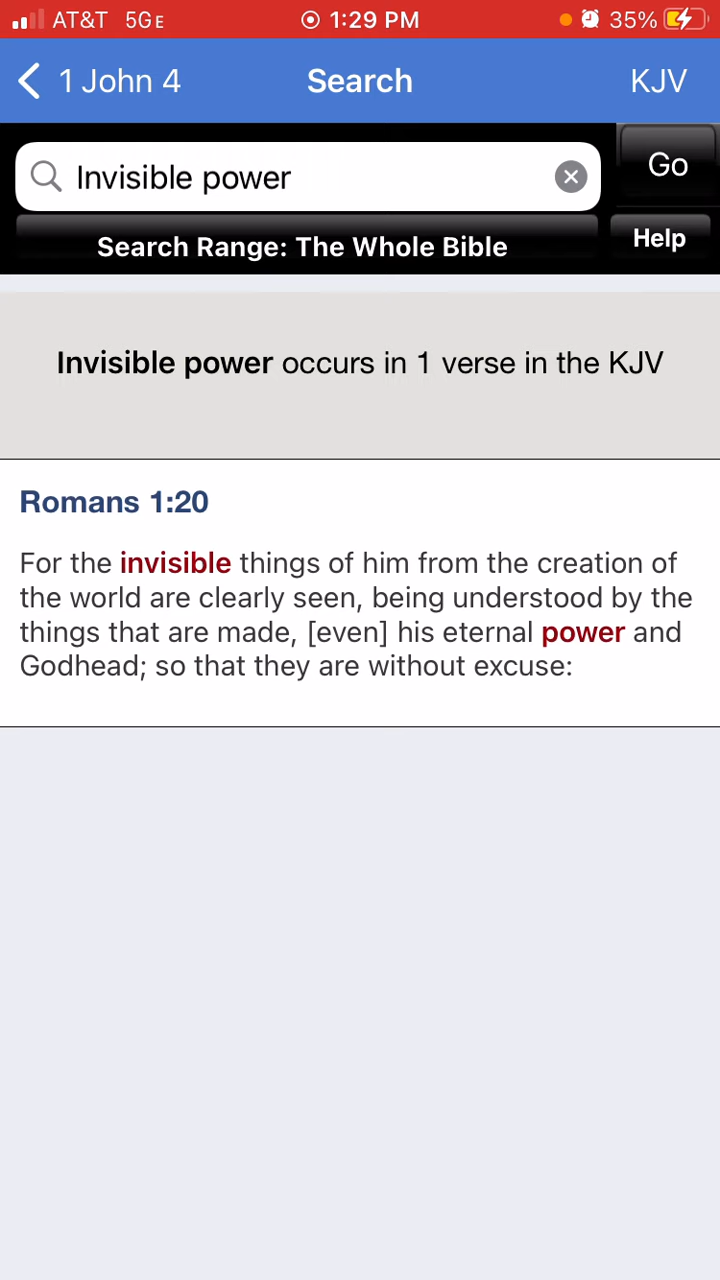 AT&T 5GE 1:29 PM 35%
1 John 4 Search KJV
Invisible power Go
Search Range: The Whole Bible Help
Invisible power occurs in 1 verse in the KJV
Romans 1:20
For the invisible things of him from the creation of
the world are clearly seen, being understood by the
things that are made, [even] his eternal power and
Godhead; so that they are without excuse: